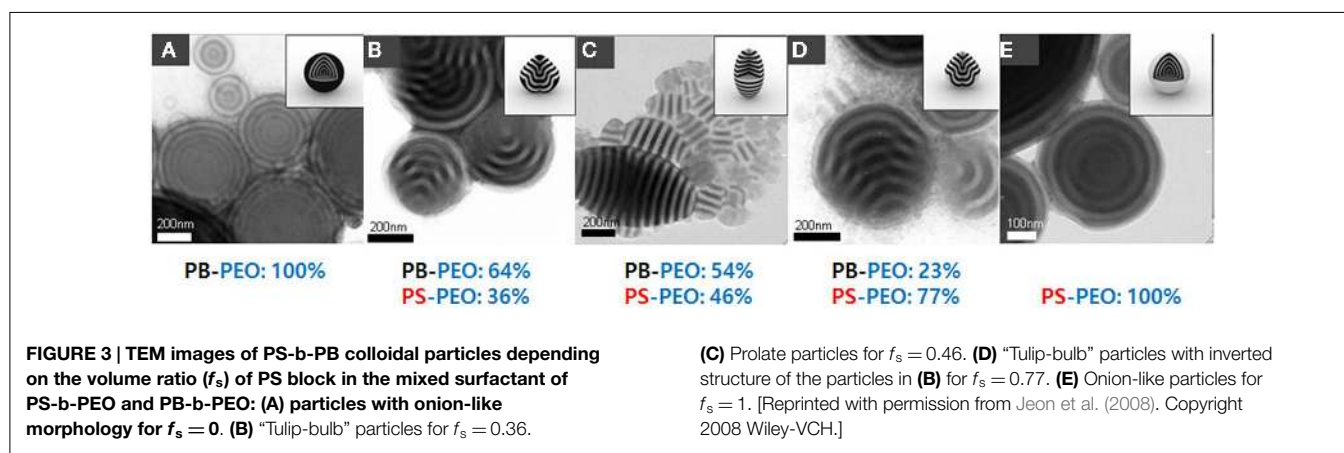 A
B
C
D
E
200nm
200nm
200nm
200nm
100nm
PB-PEO: 100%
PB-PEO: 64%
PS-PEO: 36%
PB-PEO: 54%
PS-PEO: 46%
PB-PEO: 23%
PS-PEO: 77%
PS-PEO: 100%
FIGURE 3 | TEM images of PS-b-PB colloidal particles depending
on the volume ratio (fs) of PS block in the mixed surfactant of
PS-b-PEO and PB-b-PEO: (A) particles with onion-like
morphology for fs = 0. (B) “Tulip-bulb” particles for fs = 0.36.
(C) Prolate particles for fs = 0.46. (D) “Tulip-bulb” particles with inverted
structure of the particles in (B) for fs = 0.77. (E) Onion-like particles for
fs = 1. [Reprinted with permission from Jeon et al. (2008). Copyright
2008 Wiley-VCH.]